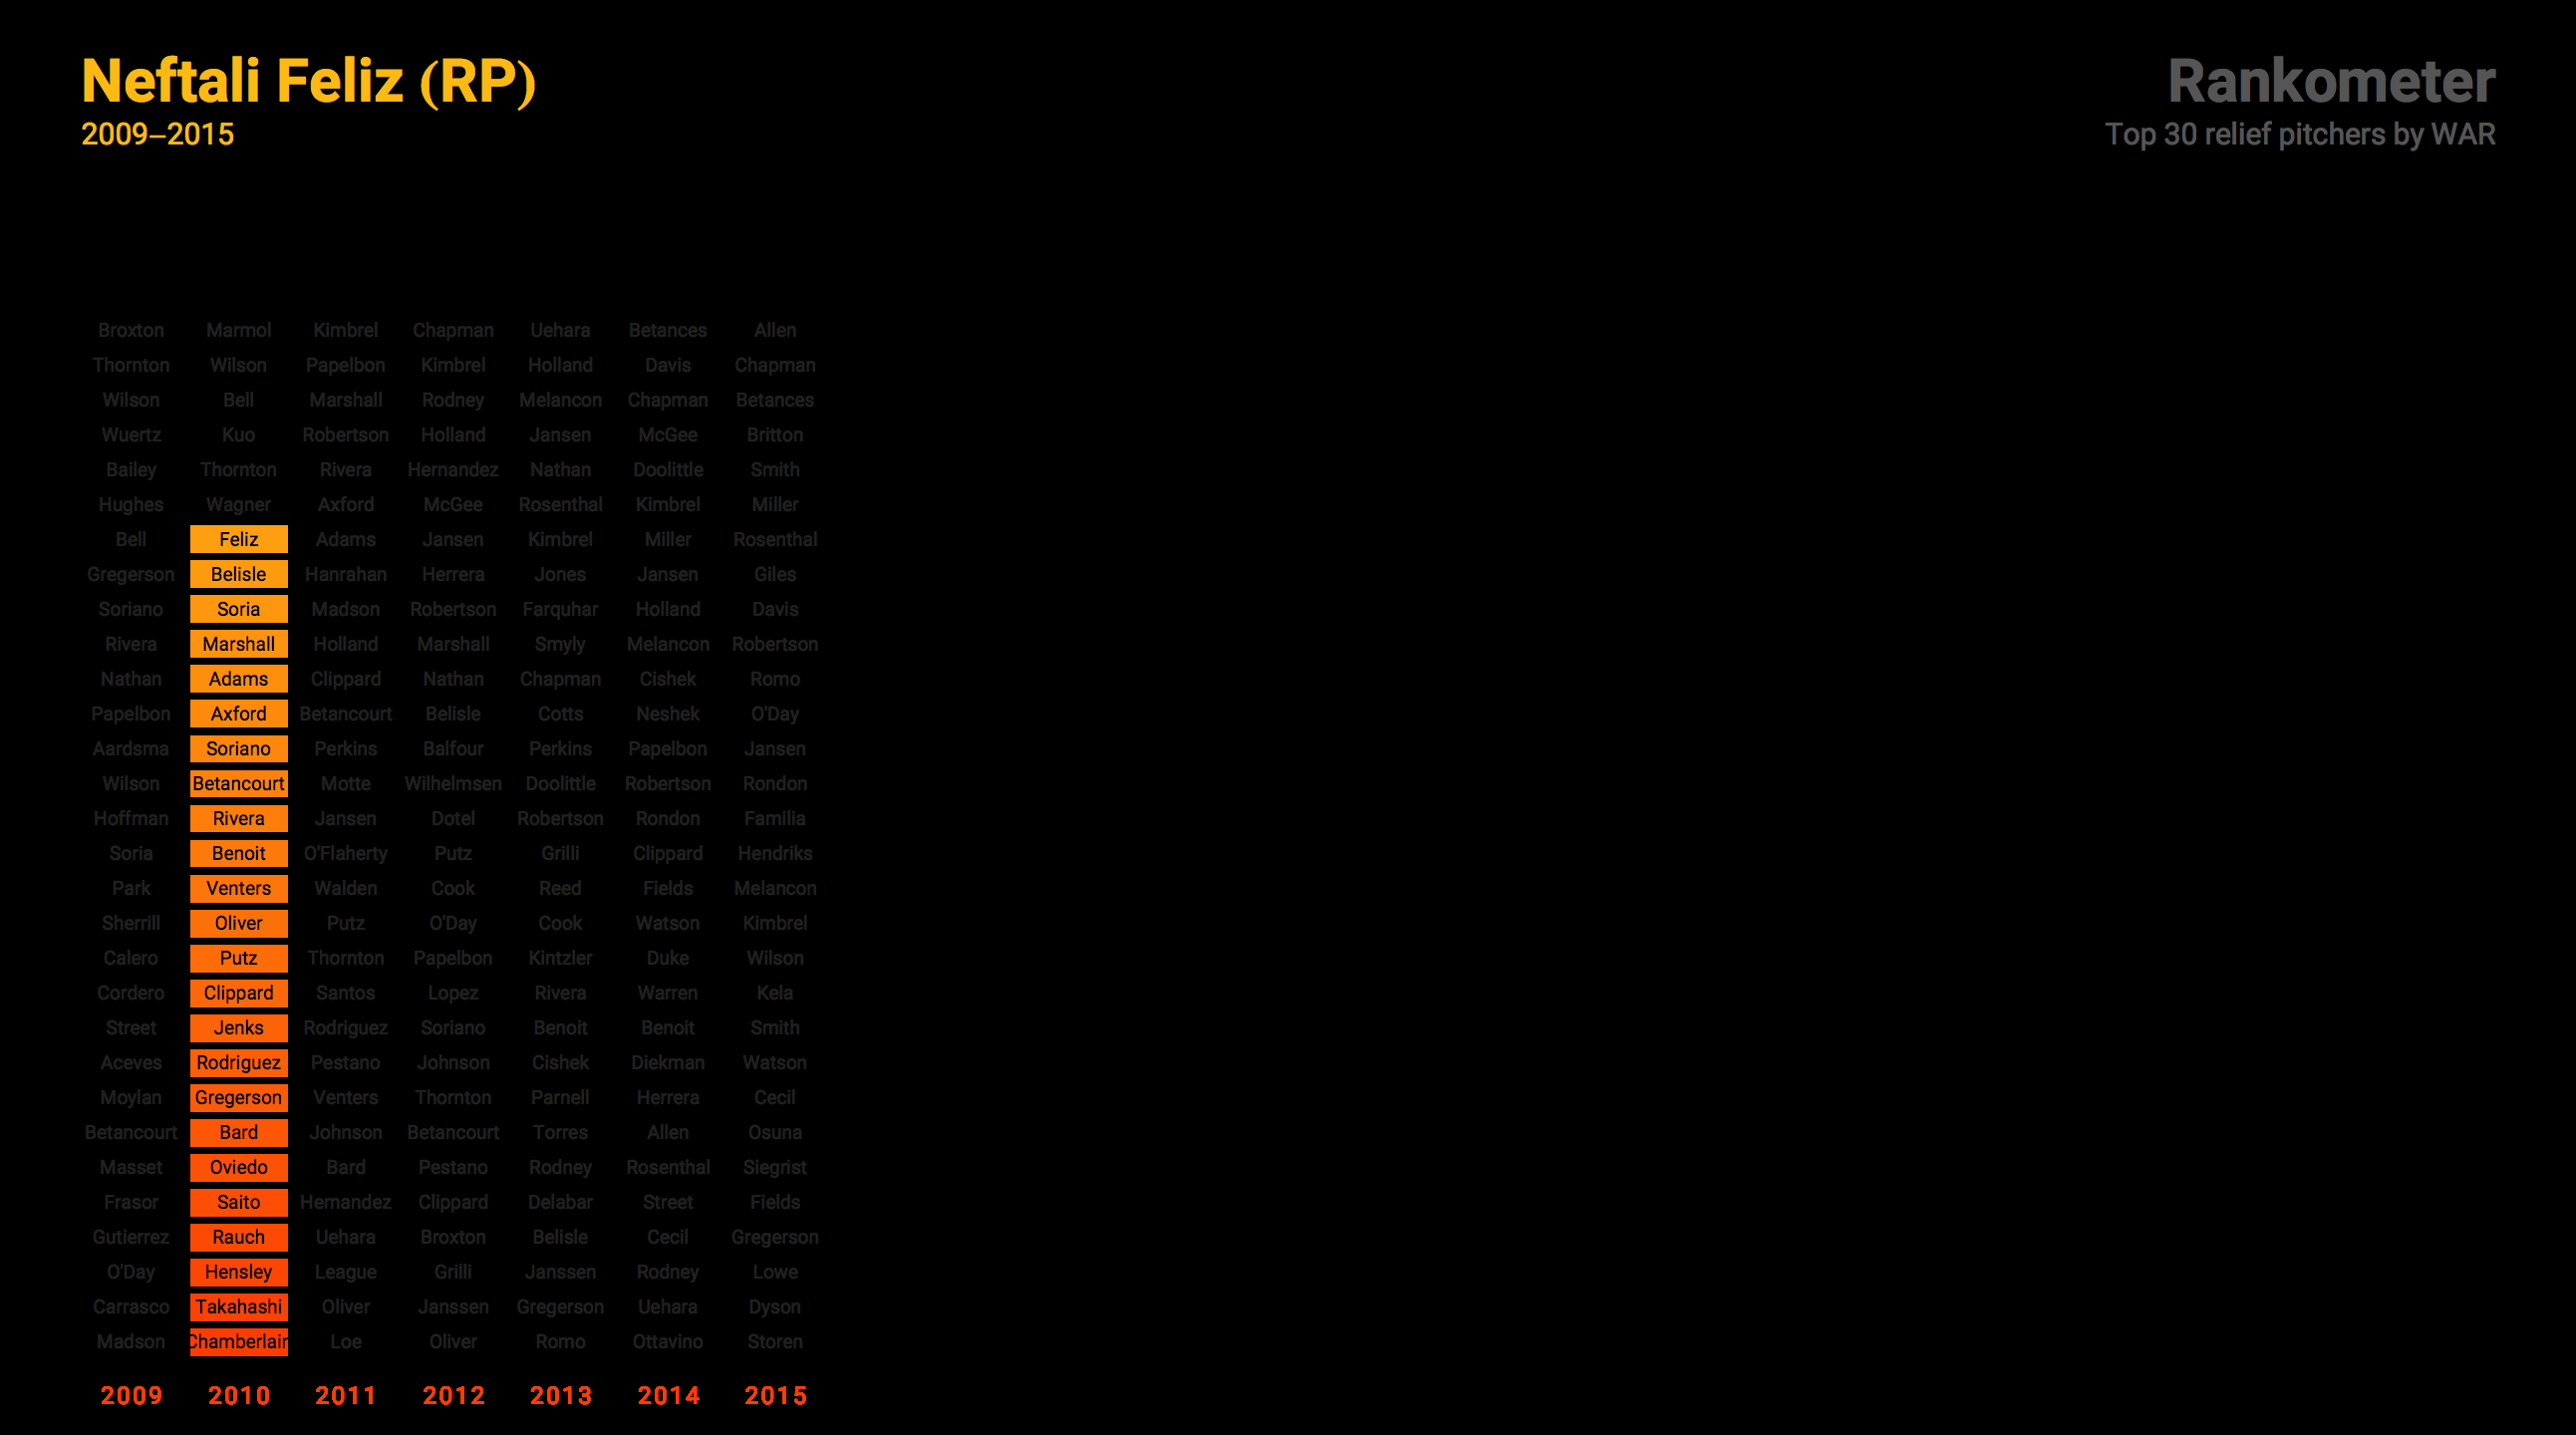 Neftali Feliz (RP)
2009–2015
Rankometer
Top 30 relief pitchers by WAR
Broxton Marmol Kimbrel Chapman Uehara Betances Allen
Thornton Wilson Papelbon Kimbrel Holland Davis Chapman
Wilson Bell Marshall Rodney Melancon Chapman Betances
Wuertz Kuo Robertson Holland Jansen McGee Britton
Bailey Thornton Rivera Hernandez Nathan Doolittle Smith
Hughes Wagner Axford McGee Rosenthal Kimbrel Miller
Bell Feliz Adams Jansen Kimbrel Miller Rosenthal
Gregerson Belisle Hanrahan Herrera Jones Jansen Giles
Soriano Soria Madson Robertson Farquhar Holland Davis
Rivera Marshall Holland Marshall Smyly Melancon Robertson
Nathan Adams Clippard Nathan Chapman Cishek Romo
Papelbon Axford Betancourt Belisle Cotts Neshek O'Day
Aardsma Soriano Perkins Balfour Perkins Papelbon Jansen
Wilson Betancourt Motte Wilhelmsen Doolittle Robertson Rondon
Hoffman Rivera Jansen Dotel Robertson Rondon Familia
Soria Benoit O'Flaherty Putz Grilli Clippard Hendriks
Park Venters Walden Cook Reed Fields Melancon
Sherrill Oliver Putz O'Day Cook Watson Kimbrel
Calero Putz Thornton Papelbon Kintzler Duke Wilson
Cordero Clippard Santos Lopez Rivera Warren Kela
Street Jenks Rodriguez Soriano Benoit Benoit Smith
Aceves Rodriguez Pestano Johnson Cishek Diekman Watson
Moylan Gregerson Venters Thornton Parnell Herrera Cecil
Betancourt Bard Johnson Betancourt Torres Allen Osuna
Masset Oviedo Bard Pestano Rodney Rosenthal Siegrist
Frasor Saito Hernandez Clippard Delabar Street Fields
Gutierrez Rauch Uehara Broxton Belisle Cecil Gregerson
O'Day Hensley League Grilli Janssen Rodney Lowe
Carrasco Takahashi Oliver Janssen Gregerson Uehara Dyson
Madson Chamberlain Loe Oliver Romo Ottavino Storen
2009 2010 2011 2012 2013 2014 2015